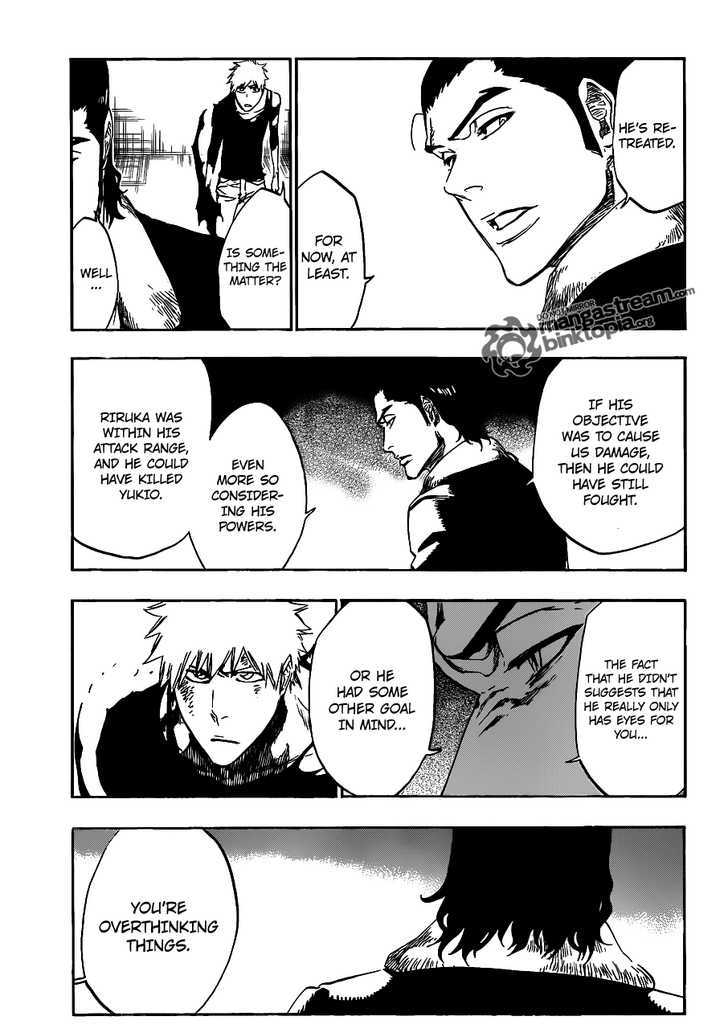 HE'S RE-
TREATED.
FOR
NOW, AT
LEAST.
IS SOME-
THING THE
MATTER?
WELL
...
mangastream.com
binktopia.org
IF HIS
OBJECTIVE
WAS TO CAUSE
US DAMAGE,
THEN HE COULD
HAVE STILL
FOUGHT.
EVEN
MORE SO
CONSIDER-
ING HIS
POWERS.
RIRUKA WAS
WITHIN HIS
ATTACK RANGE,
AND HE COULD
HAVE KILLED
YUKIO.
THE FACT
THAT HE DIDN'T
SUGGESTS THAT
HE REALLY ONLY
HAS EYES FOR
YOU...
OR HE
HAD SOME
OTHER GOAL
IN MIND...
YOU'RE
OVERTHINKING
THINGS.